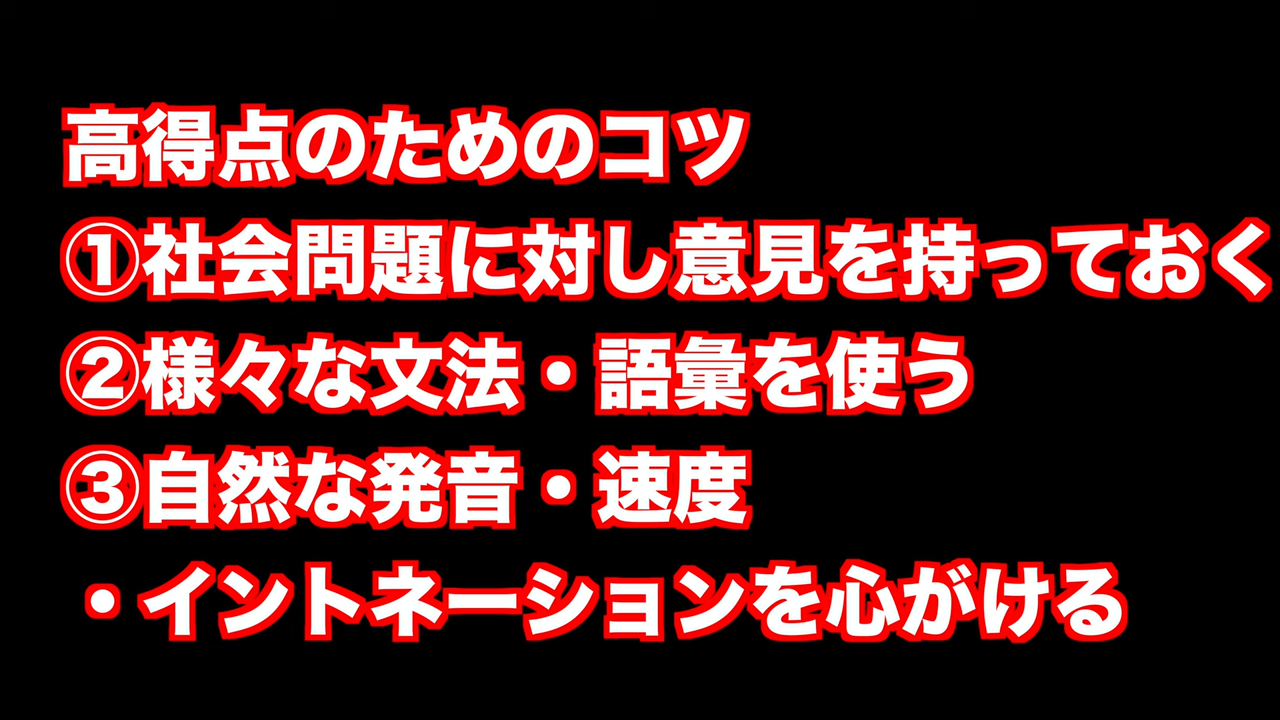 高得点のためのコツ
①社会問題に対し意見を持っておく
②様々な文法・語彙を使う
③自然な発音・速度
・イントネーションを心がける